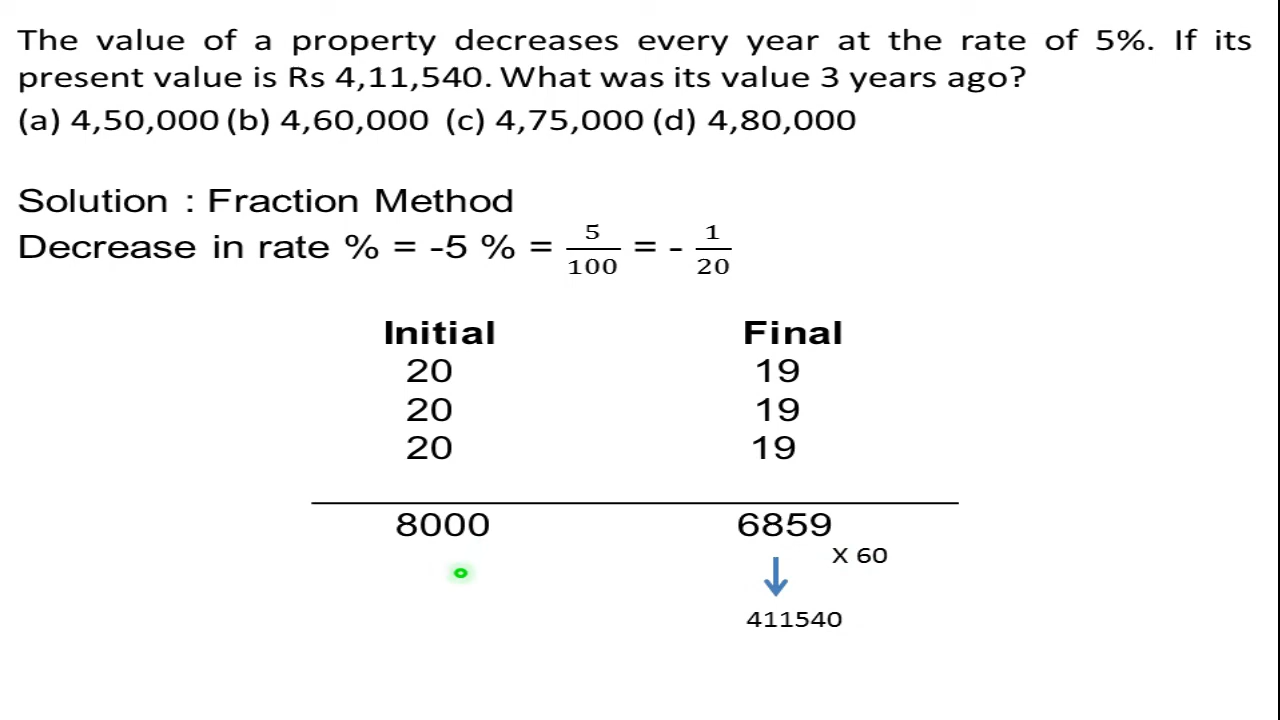 The value of a property decreases every year at the rate of 5%. If its
present value is Rs 4,11,540. What was its value 3 years ago?
(a) 4,50,000 (b) 4,60,000 (c) 4,75,000 (d) 4,80,000
Solution : Fraction Method
Decrease in rate % = -5 % = 5/100 = - 1/20
Initial Final
20 19
20 19
20 19
8000 6859
X 60
411540